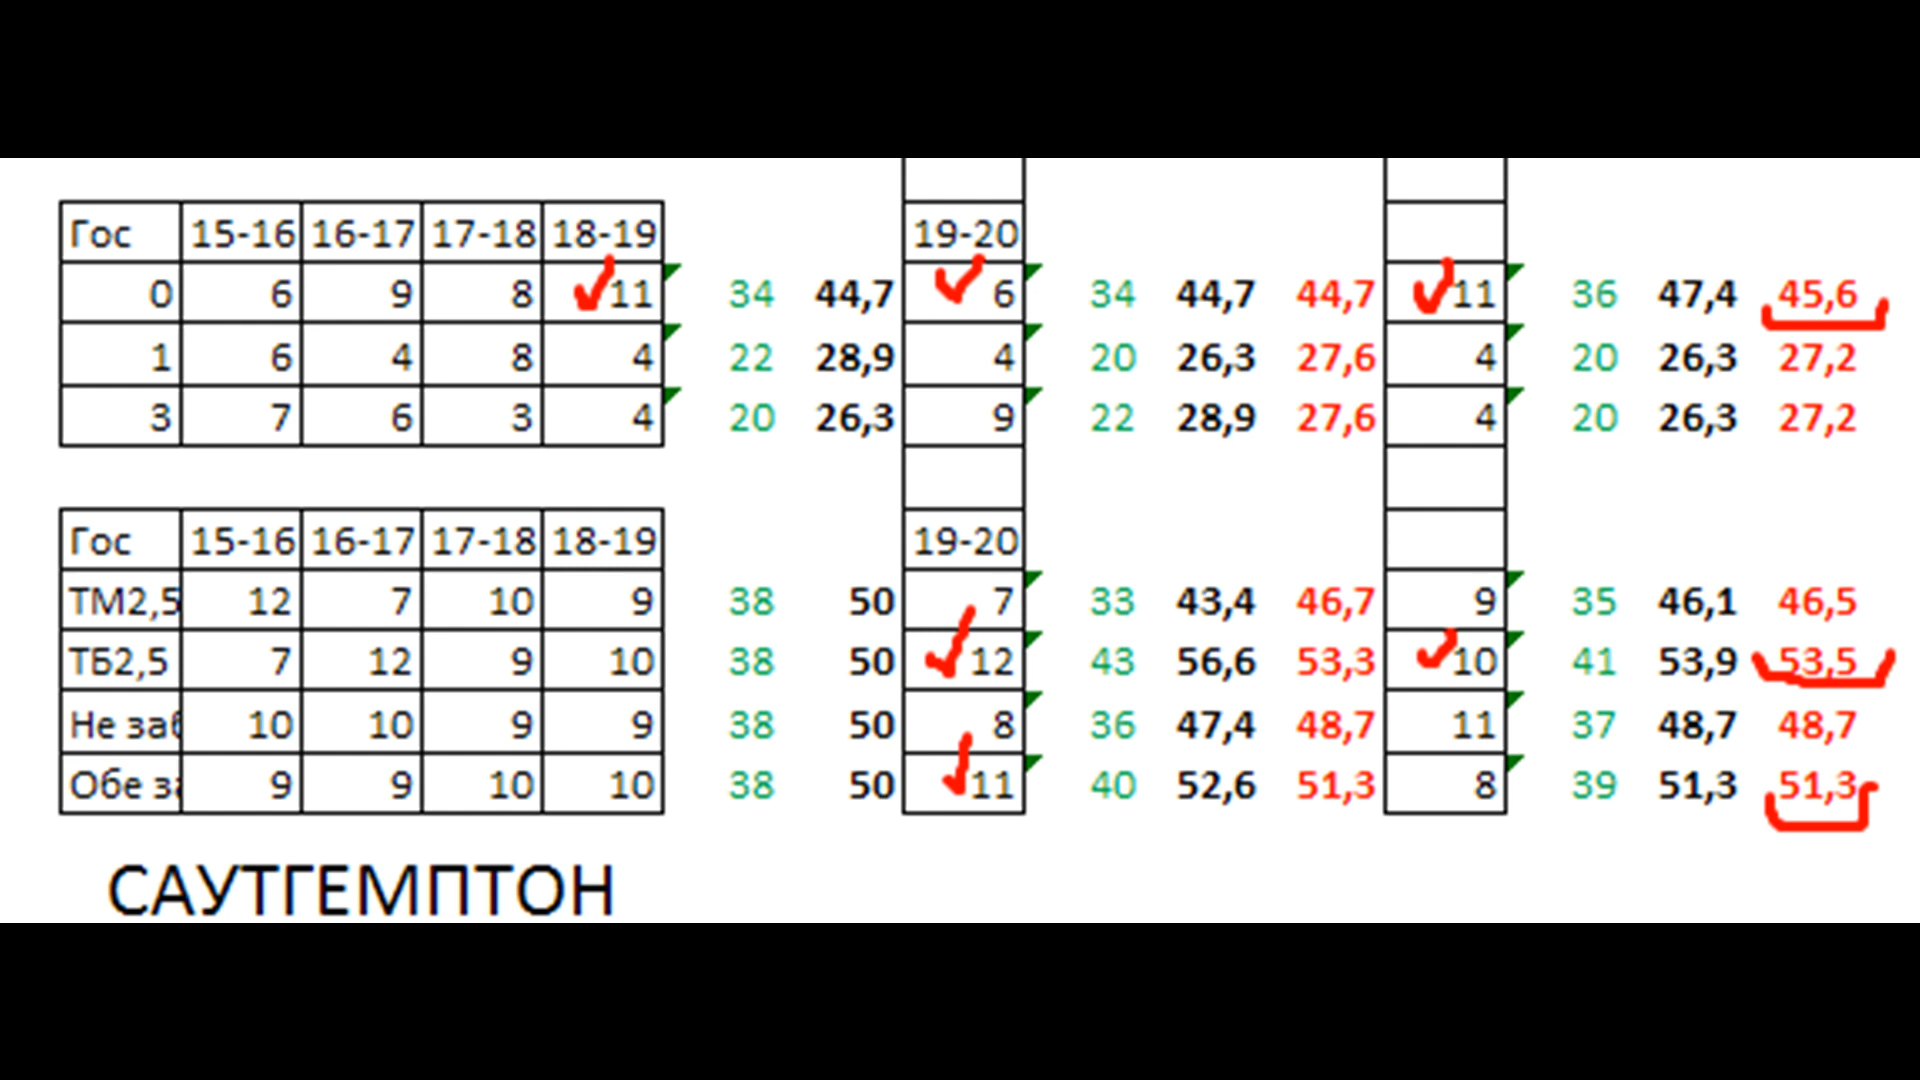 Гос 15-16 16-17 17-18 18-19 19-20
0 6 9 8 11 34 44,7 6 34 44,7 44,7 11 36 47,4 45,6
1 6 4 8 4 22 28,9 4 20 26,3 27,6 4 20 26,3 27,2
3 7 6 3 4 20 26,3 9 22 28,9 27,6 4 20 26,3 27,2
Гос 15-16 16-17 17-18 18-19 19-20
ТМ2,5 12 7 10 9 38 50 7 33 43,4 46,7 9 35 46,1 46,5
ТБ2,5 7 12 9 10 38 50 12 43 56,6 53,3 10 41 53,9 53,5
Не заб 10 10 9 9 38 50 8 36 47,4 48,7 11 37 48,7 48,7
Обе за 9 9 10 10 38 50 11 40 52,6 51,3 8 39 51,3 51,3
САУТГЕМПТОН